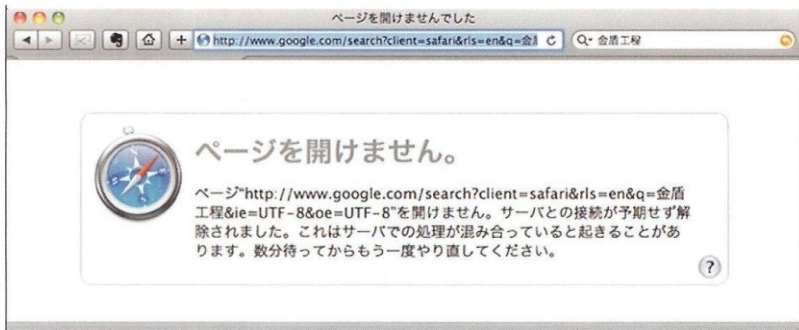 ページを開けませんでした
http://www.google.com/search?client=safari&rls=en&q=金盾
金盾工程
ページを開けません。
ページ"http://www.google.com/search?client=safari&rls=en&q=金盾
工程&ie=UTF-8&oe=UTF-8"を開けません。サーバとの接続が予期せず解
除されました。これはサーバでの処理が混み合っていると起きることがあ
ります。数分待ってからもう一度やり直してください。
?